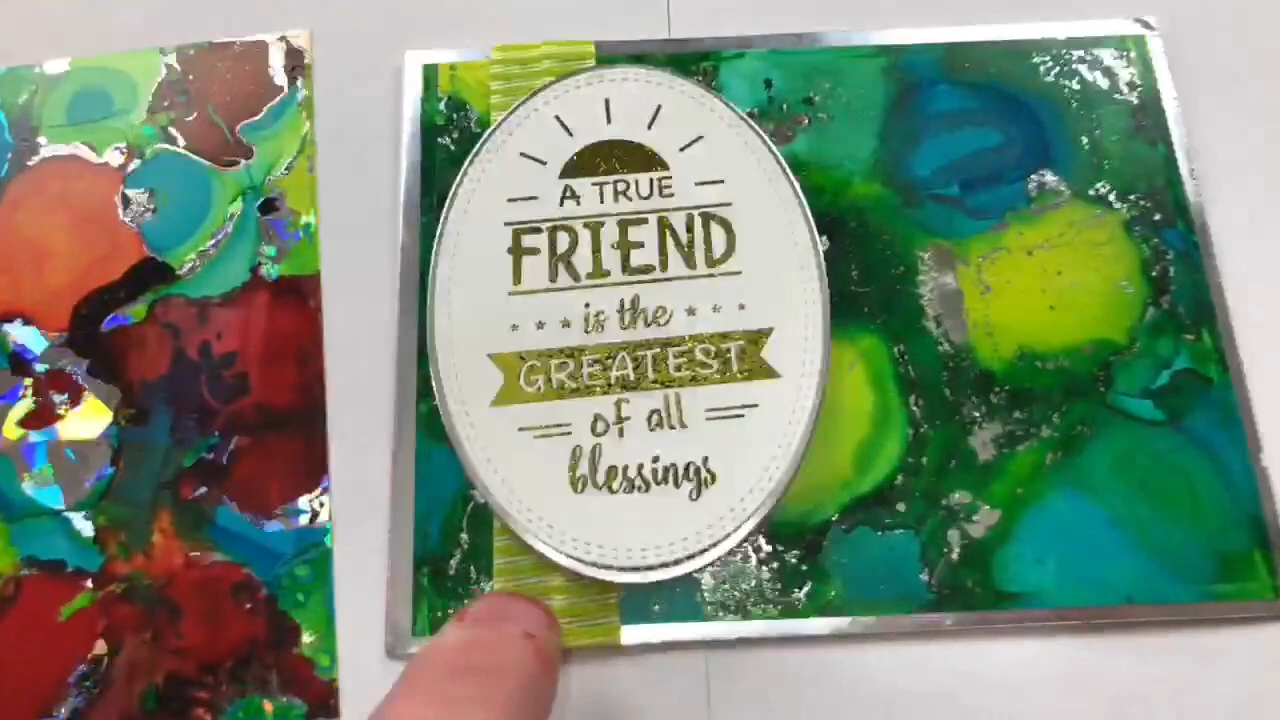 A TRUE
FRIEND
is the
GREATEST
of all
blessings